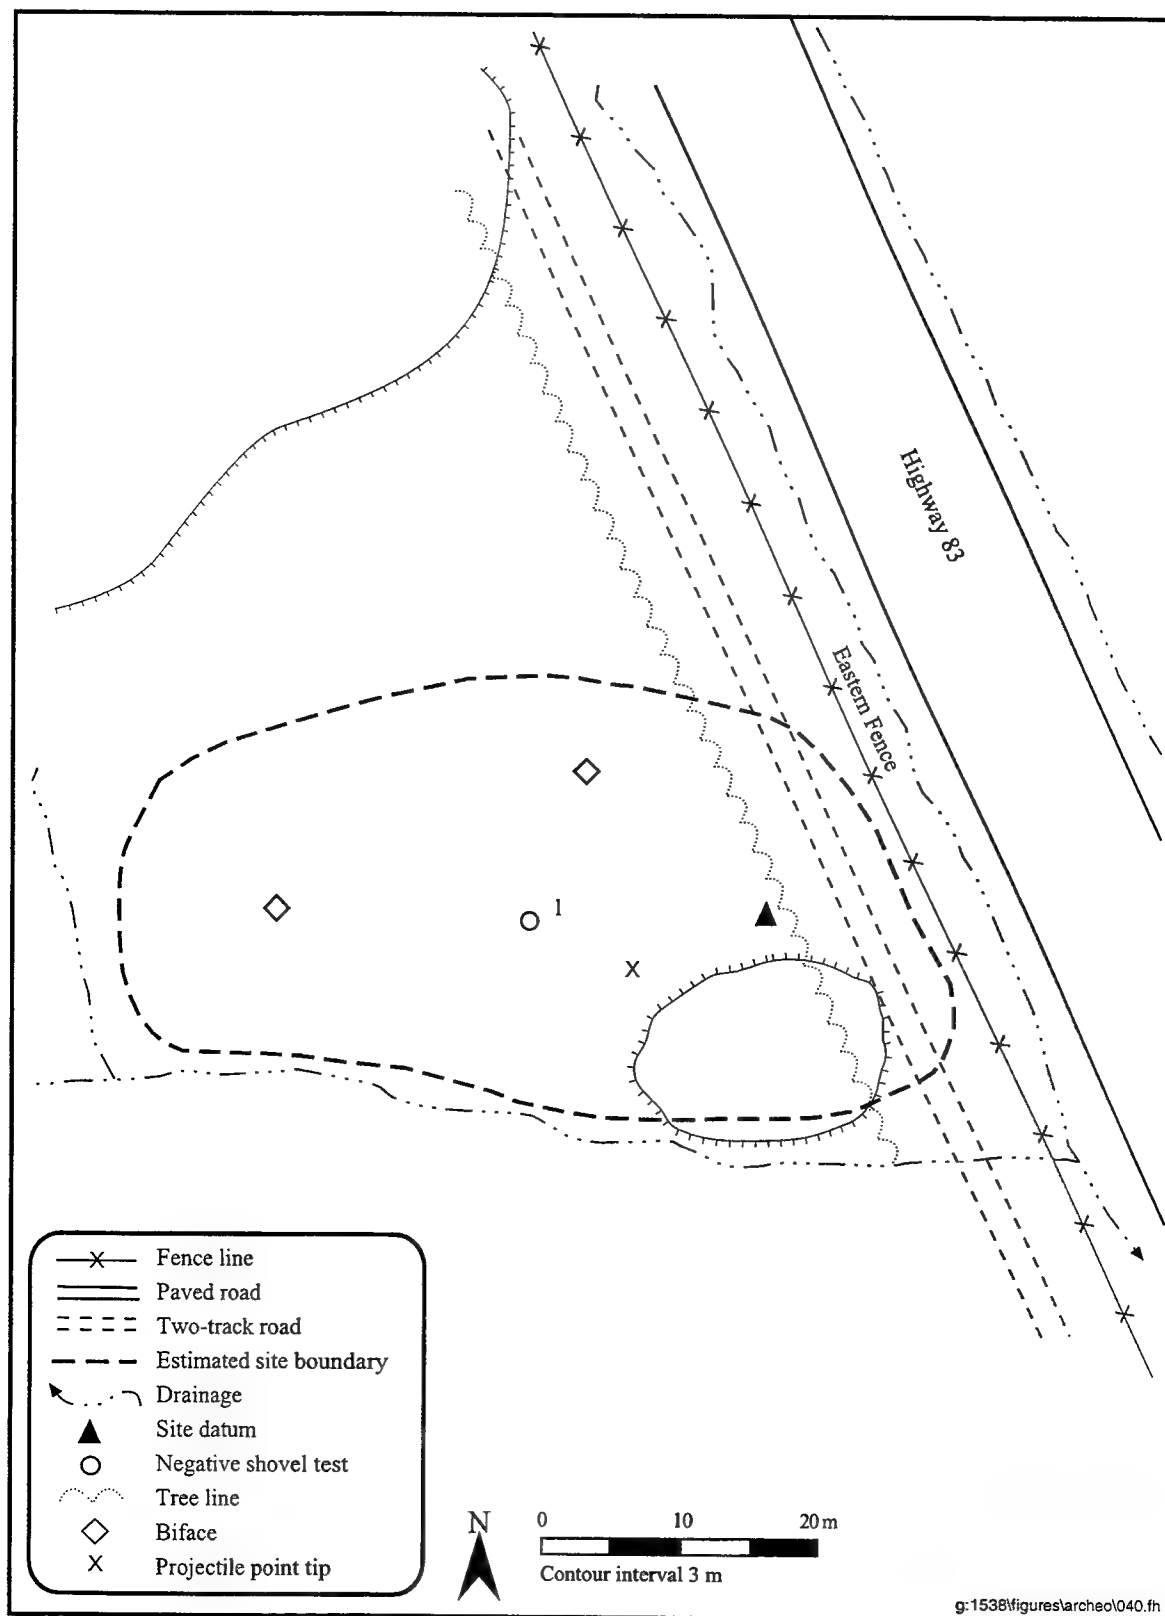 Highway 83
Eastern Fence
1
Fence line
Paved road
Two-track road
Estimated site boundary
Drainage
Site datum
Negative shovel test
Tree line
Biface
Projectile point tip
N
0 10 20 m
Contour interval 3 m
g:1538\figures\archeo\040.fh